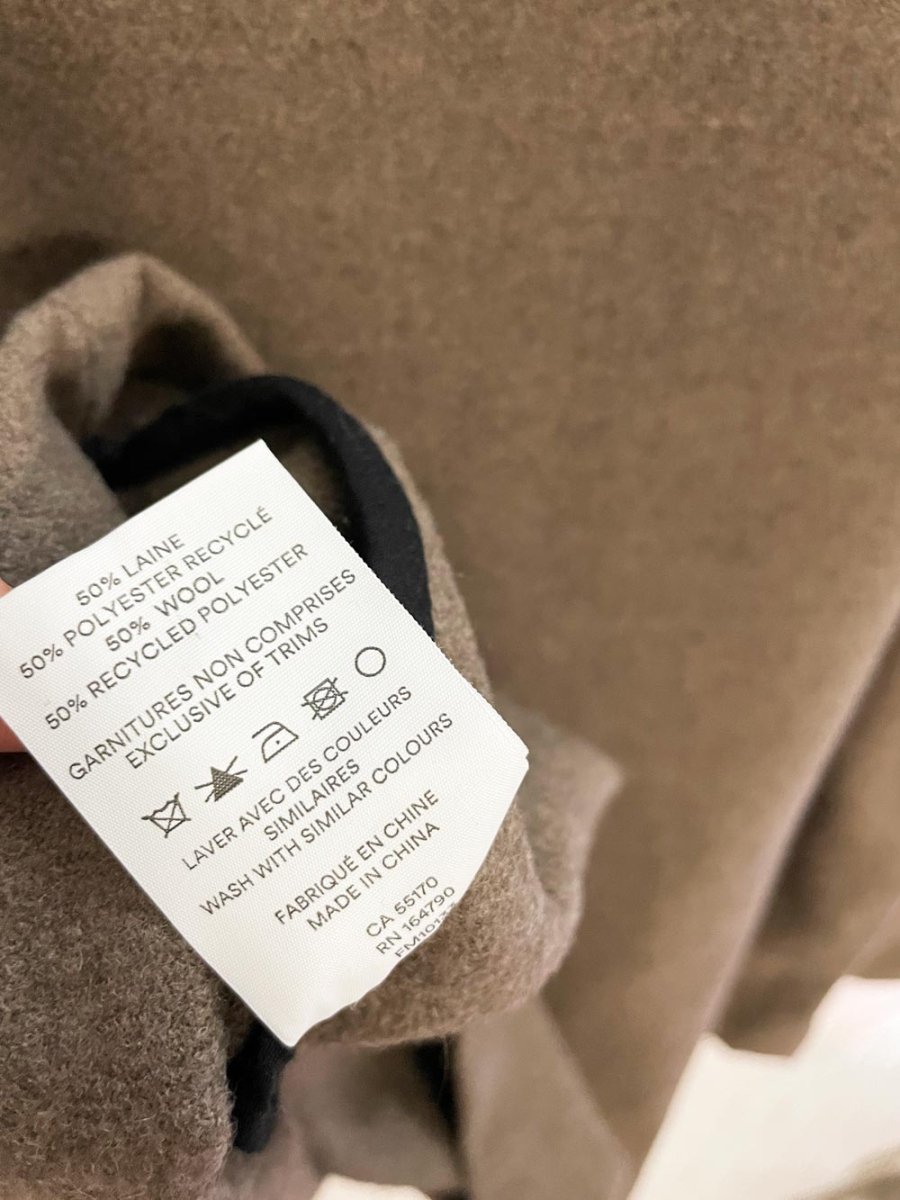 50% LAINE
50% POLYESTER RECYCLÉ
50% WOOL
50% RECYCLED POLYESTER
GARNITURES NON COMPRISES
EXCLUSIVE OF TRIMS
LAVER AVEC DES COULEURS
SIMILAIRES
WASH WITH SIMILAR COLOURS
FABRIQUÉ EN CHINE
MADE IN CHINA
CA 55170
RN 164790